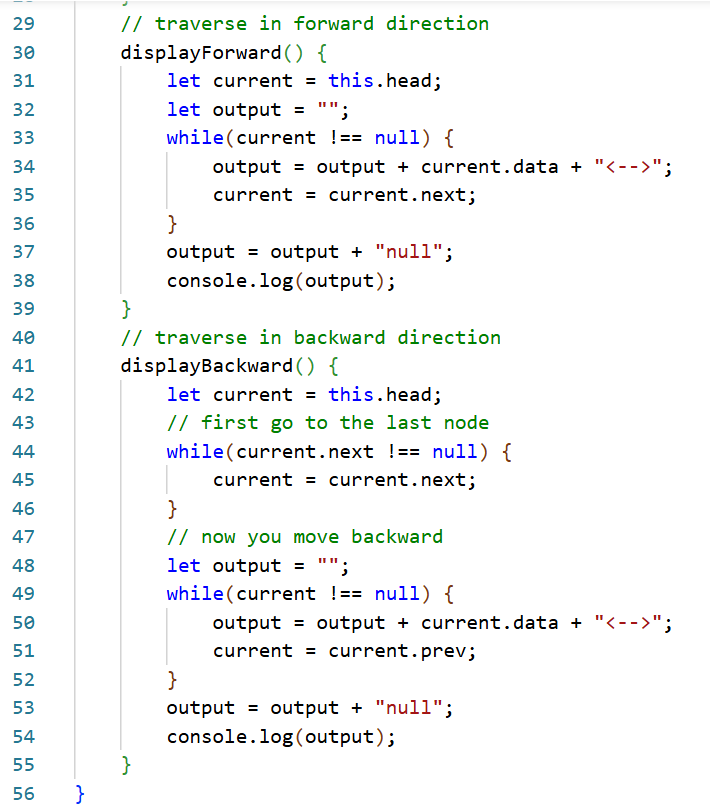 29 // traverse in forward direction
30 displayForward() {
31 let current = this.head;
32 let output = "";
33 while(current !== null) {
34 output = output + current.data + "<-->";
35 current = current.next;
36 }
37 output = output + "null";
38 console.log(output);
39 }
40 // traverse in backward direction
41 displayBackward() {
42 let current = this.head;
43 // first go to the last node
44 while(current.next !== null) {
45 current = current.next;
46 }
47 // now you move backward
48 let output = "";
49 while(current !== null) {
50 output = output + current.data + "<-->";
51 current = current.prev;
52 }
53 output = output + "null";
54 console.log(output);
55 }
56 }